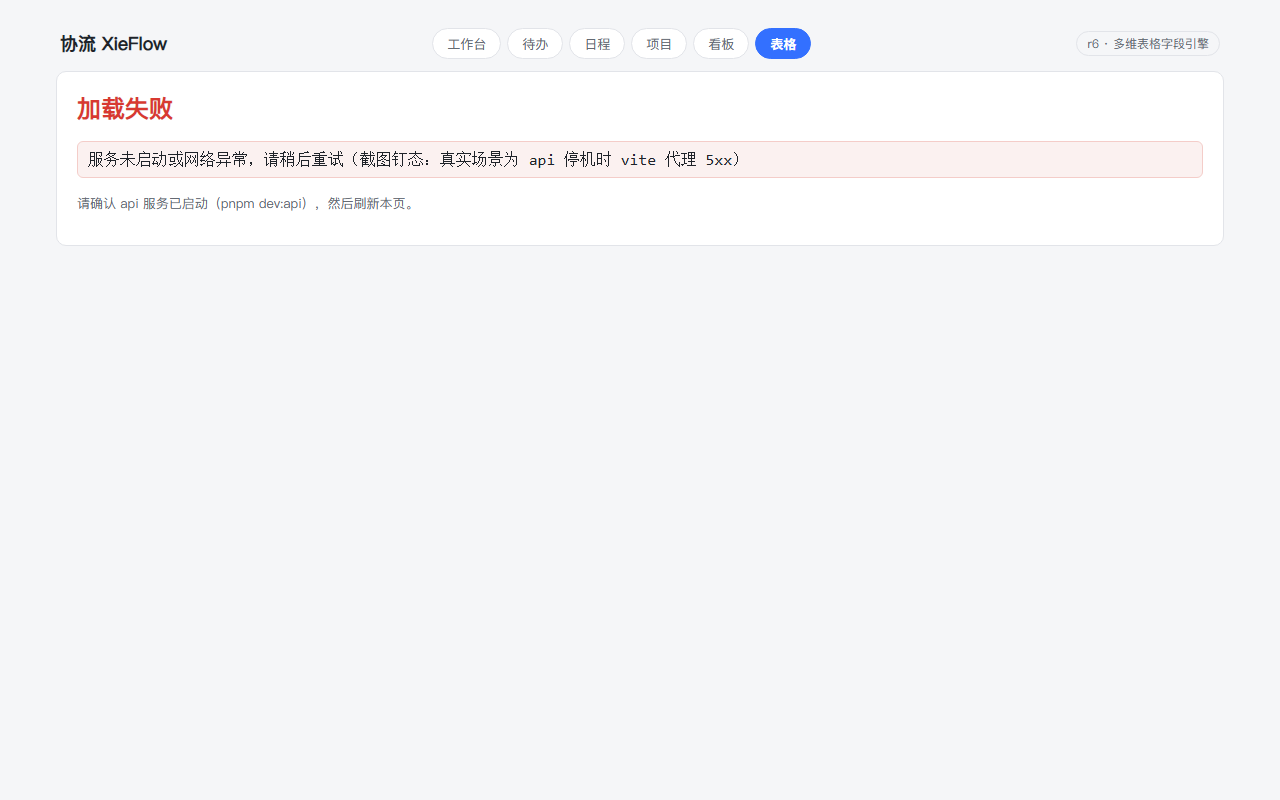 协流 XieFlow
工作台
待办
日程
项目
看板
表格
r6 · 多维表格字段引擎
加载失败
服务未启动或网络异常，请稍后重试（截图钉态：真实场景为 api 停机时 vite 代理 5xx）
请确认 api 服务已启动（pnpm dev:api），然后刷新本页。